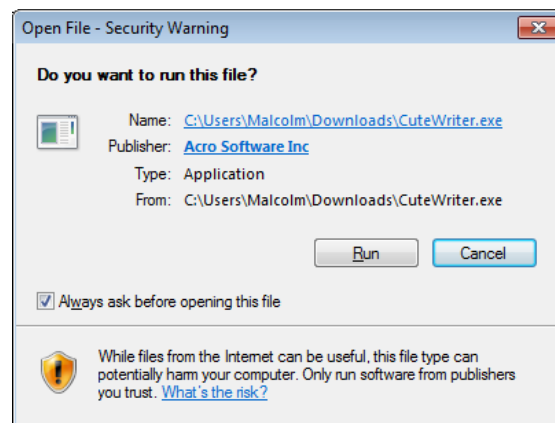 Open File - Security Warning
Do you want to run this file?
Name: C:\Users\Malcolm\Downloads\CuteWriter.exe
Publisher: Acro Software Inc
Type: Application
From: C:\Users\Malcolm\Downloads\CuteWriter.exe
Run Cancel
Always ask before opening this file
While files from the Internet can be useful, this file type can
potentially harm your computer. Only run software from publishers
you trust. What's the risk?